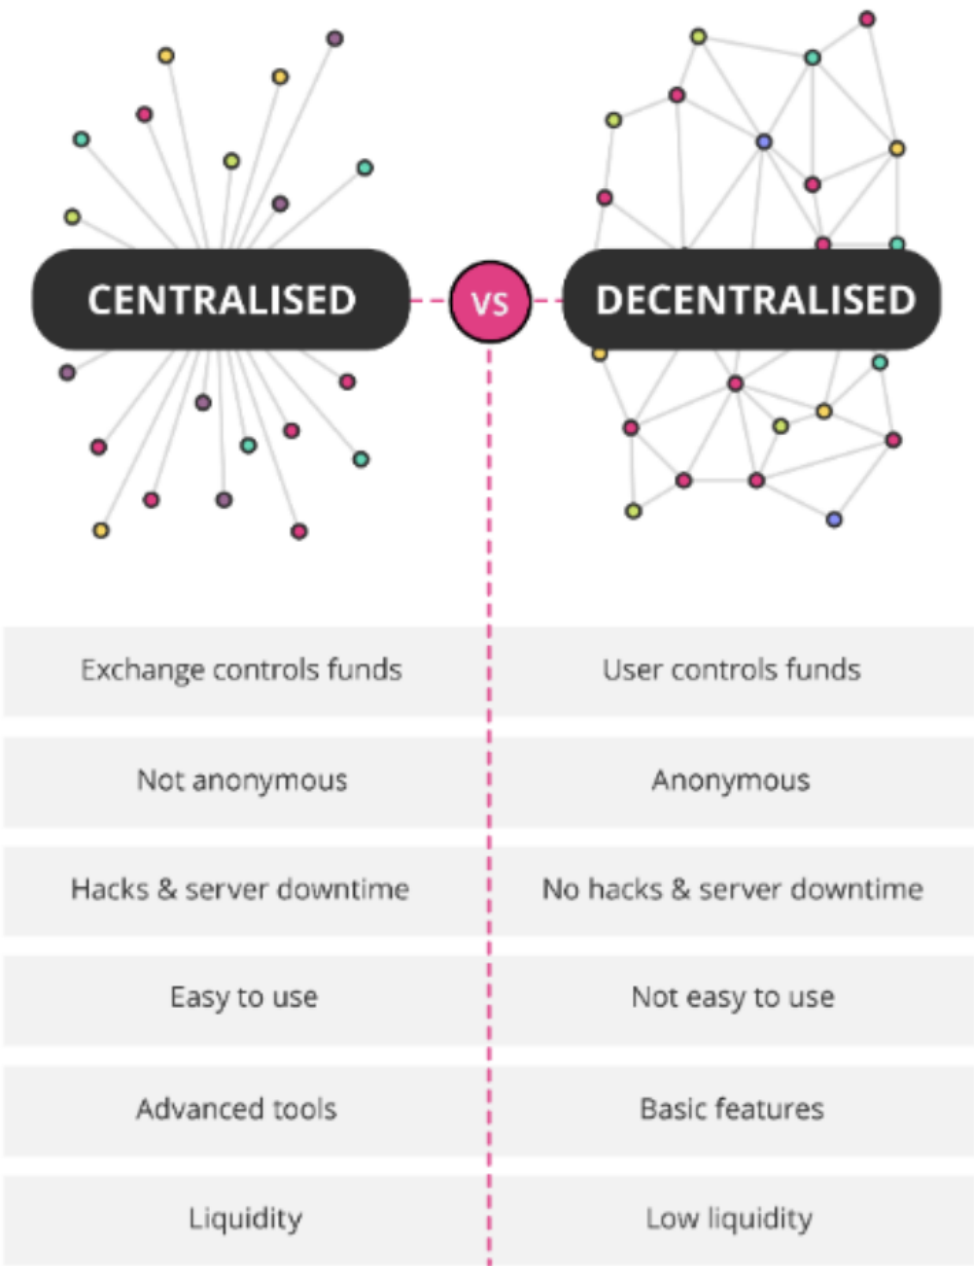 CENTRALISED
VS
DECENTRALISED
Exchange controls funds
User controls funds
Not anonymous
Anonymous
Hacks & server downtime
No hacks & server downtime
Easy to use
Not easy to use
Advanced tools
Basic features
Liquidity
Low liquidity